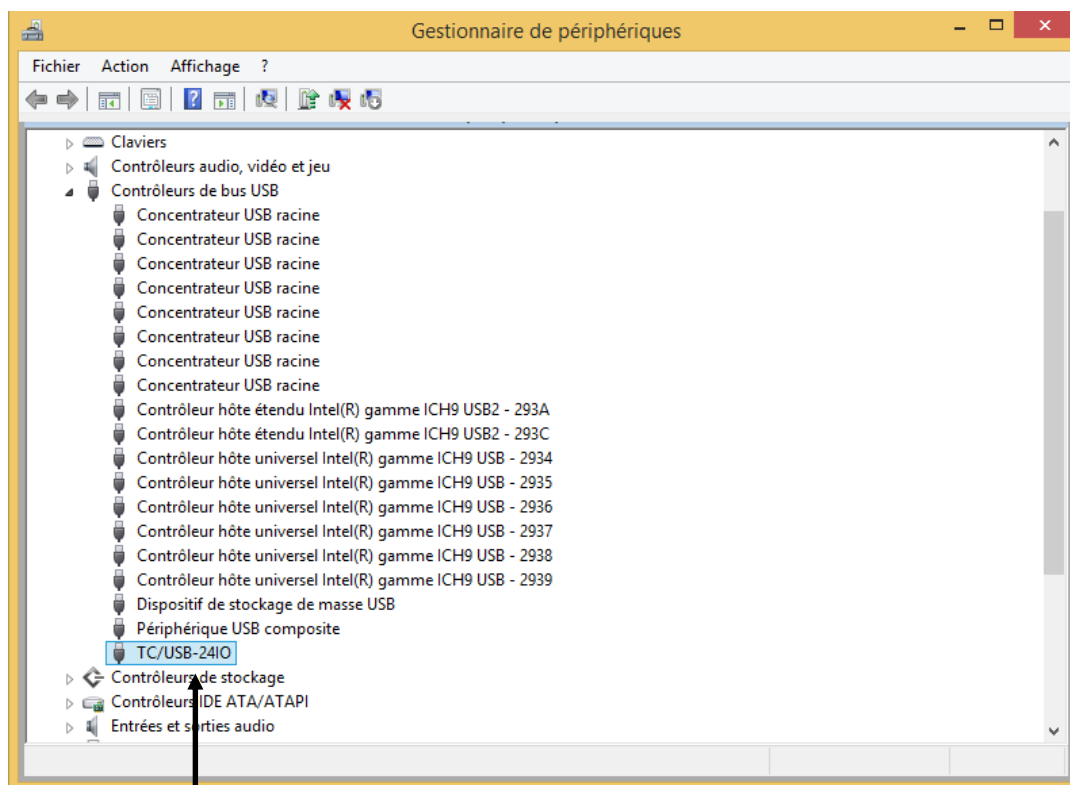 Gestionnaire de périphériques
Fichier Action Affichage ?
Claviers
Contrôleurs audio, vidéo et jeu
Contrôleurs de bus USB
Concentrateur USB racine
Concentrateur USB racine
Concentrateur USB racine
Concentrateur USB racine
Concentrateur USB racine
Concentrateur USB racine
Concentrateur USB racine
Concentrateur USB racine
Contrôleur hôte étendu Intel(R) gamme ICH9 USB2 - 293A
Contrôleur hôte étendu Intel(R) gamme ICH9 USB2 - 293C
Contrôleur hôte universel Intel(R) gamme ICH9 USB - 2934
Contrôleur hôte universel Intel(R) gamme ICH9 USB - 2935
Contrôleur hôte universel Intel(R) gamme ICH9 USB - 2936
Contrôleur hôte universel Intel(R) gamme ICH9 USB - 2937
Contrôleur hôte universel Intel(R) gamme ICH9 USB - 2938
Contrôleur hôte universel Intel(R) gamme ICH9 USB - 2939
Dispositif de stockage de masse USB
Périphérique USB composite
TC/USB-24IO
Contrôleurs de stockage
Contrôleurs IDE ATA/ATAPI
Entrées et sorties audio